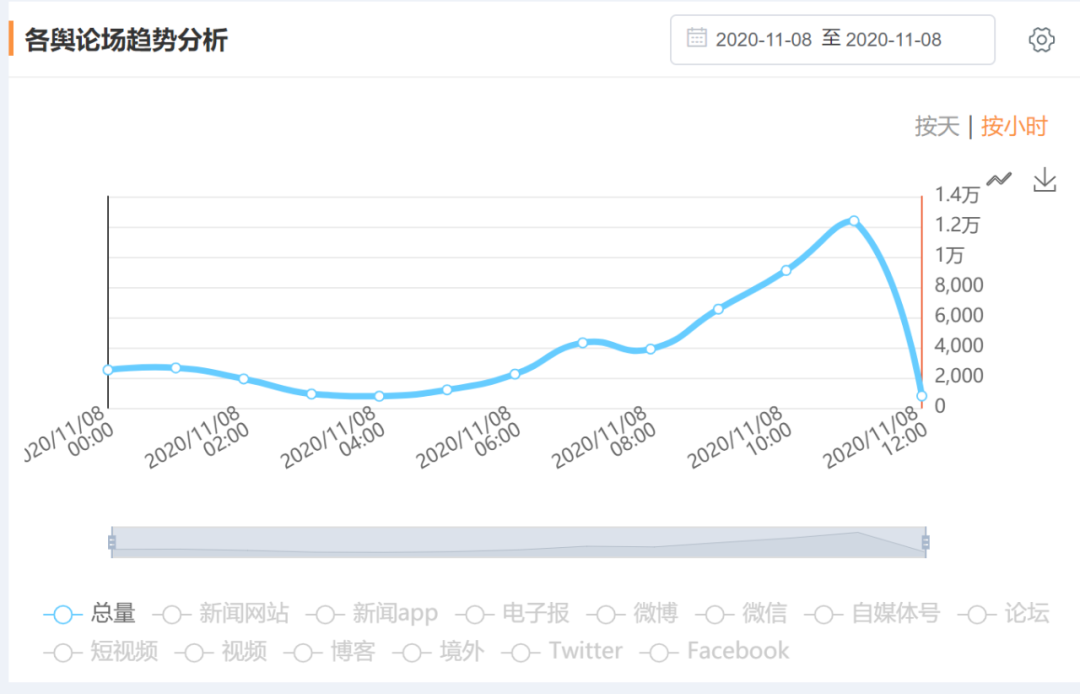 各舆论场趋势分析
2020-11-08 至 2020-11-08
按天 | 按小时
1.4万
1.2万
1万
8,000
6,000
4,000
2,000
0
020/11/08
00:00
2020/11/08
02:00
2020/11/08
04:00
2020/11/08
06:00
2020/11/08
08:00
2020/11/08
10:00
2020/11/08
12:00
总量 新闻网站 新闻app 电子报 微博 微信 自媒体号 论坛
短视频 视频 博客 境外 Twitter Facebook